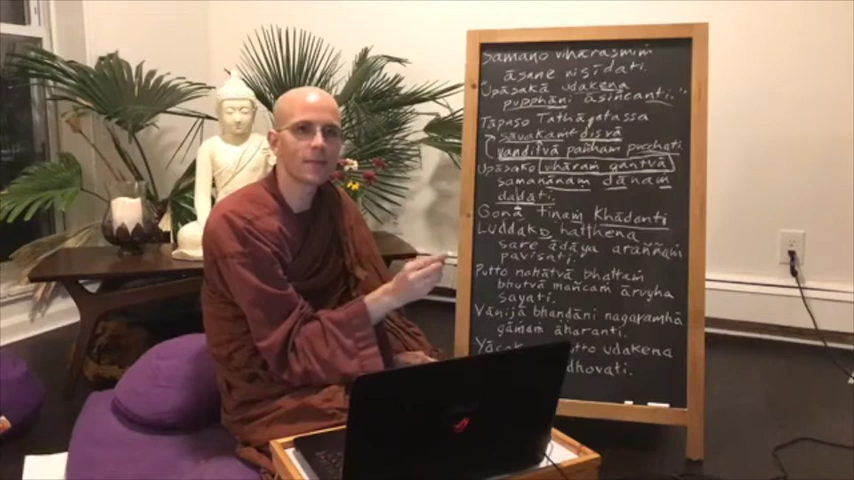 Samaṇo vihārasmiṁ
āsane nisīdati.
Upāsakā udakena
pupphāni āsiñcanti.
Tāpaso Tathāgatassa
sāvakaṁ disvā
vanditvā pañhaṁ pucchati.
Upāsako vihāraṁ gantvā
samaṇānaṁ dānaṁ
dadāti.
Goṇā tiṇaṁ khādanti
Luddako hatthena
sare ādāya araññaṁ
pavisati.
Putto nahātvā bhattaṁ
bhutvā mañcaṁ āruyha
sayati.
Vānijā bhaṇḍāni nagaramhā
gāmaṁ āharanti.
udakena
dhovati.